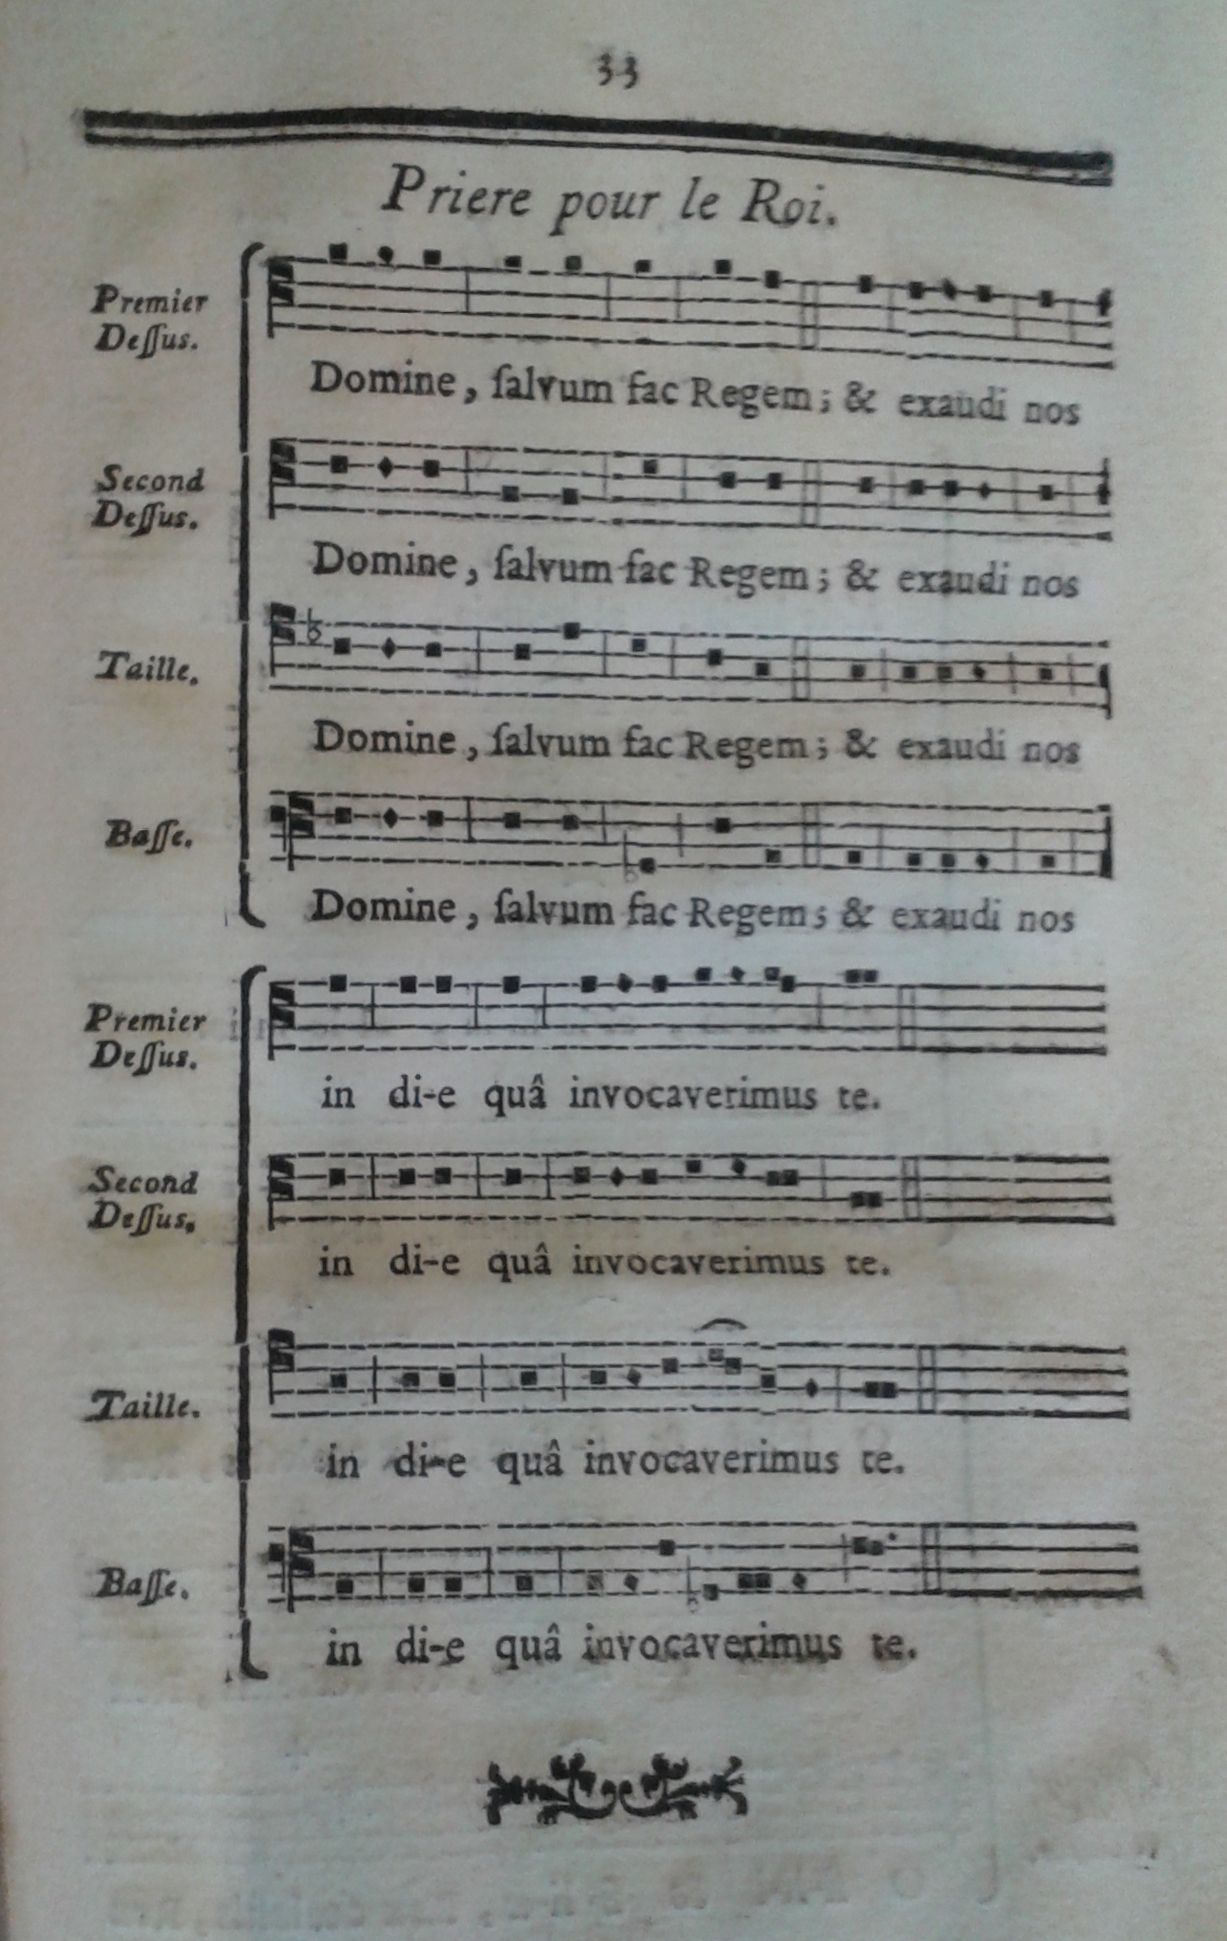 33
Priere pour le Roi.
Premier
Deſſus.
Domine, ſalvum fac Regem; & exaudi nos
Second
Deſſus.
Domine, ſalvum fac Regem; & exaudi nos
Taille.
Domine, ſalvum fac Regem; & exaudi nos
Baſſe.
Domine, ſalvum fac Regem; & exaudi nos
Premier
Deſſus.
in di-e quâ invocaverimus te.
Second
Deſſus.
in di-e quâ invocaverimus te.
Taille.
in di-e quâ invocaverimus te.
Baſſe.
in di-e quâ invocaverimus te.